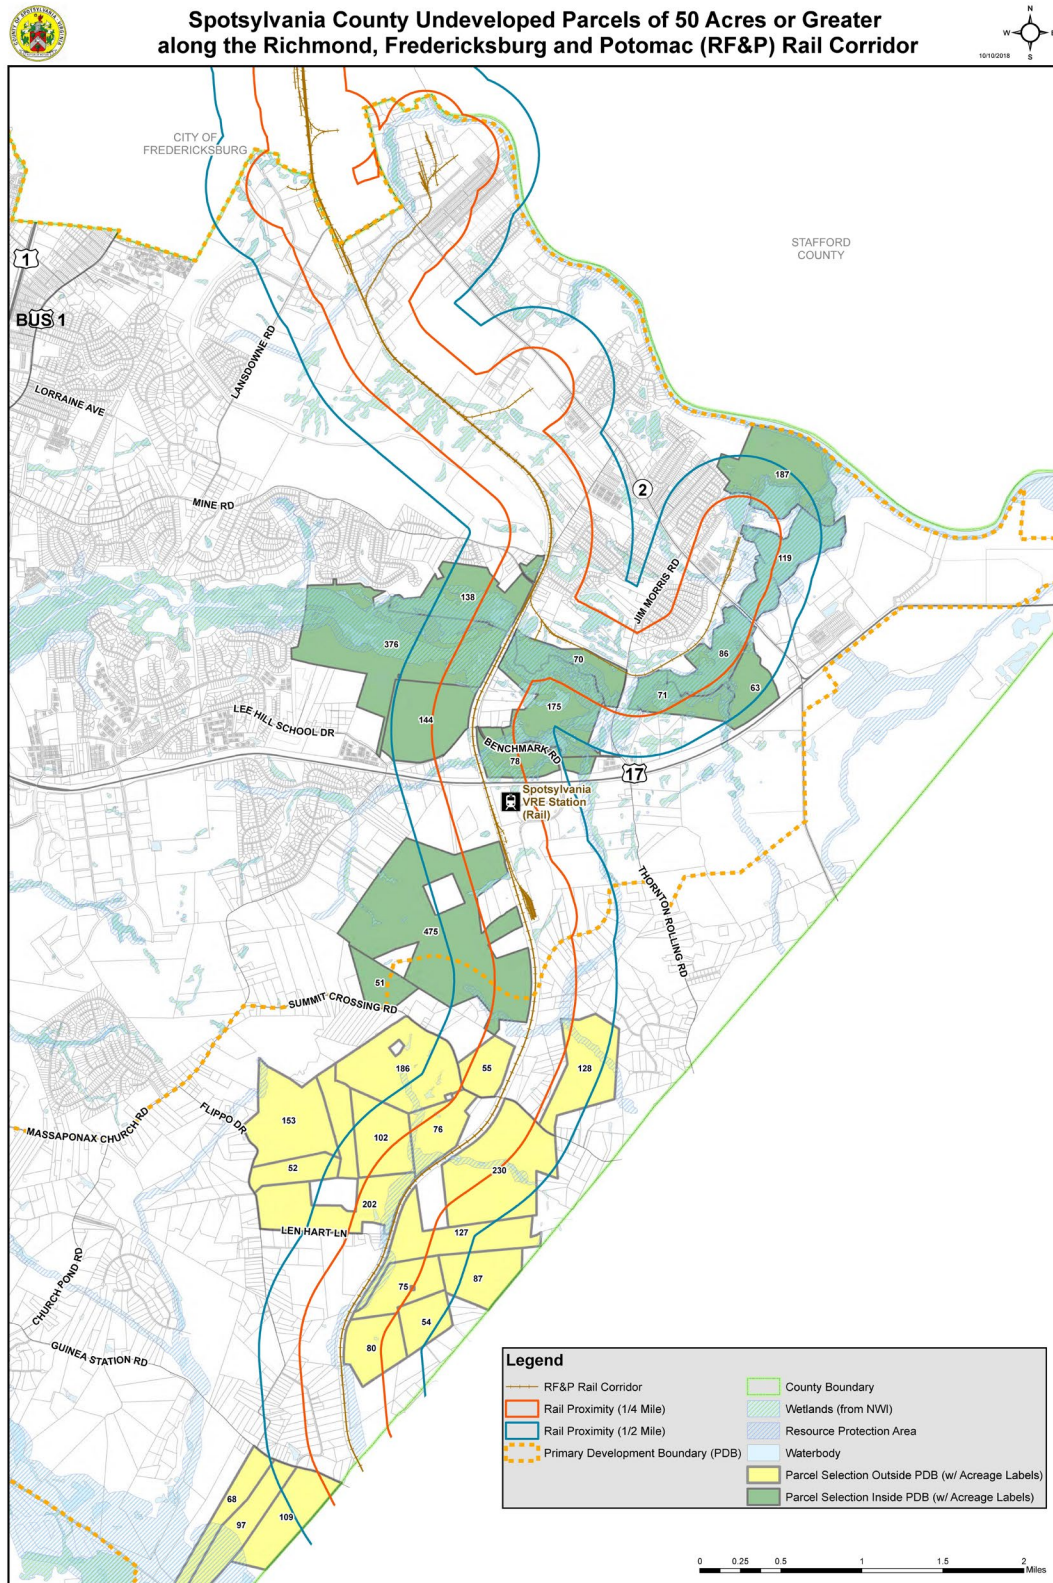 Spotsylvania County Undeveloped Parcels of 50 Acres or Greater
along the Richmond, Fredericksburg and Potomac (RF&P) Rail Corridor
N
W
E
S
10/10/2018
CITY OF
FREDERICKSBURG
STAFFORD
COUNTY
1
BUS 1
LANSDOWNE RD
LORRAINE AVE
187
2
MINE RD
119
JIM MORRIS RD
138
376
70
86
71
63
175
LEE HILL SCHOOL DR
144
BENCHMARK RD
78
17
Spotsylvania
VRE Station
(Rail)
THORNTON ROLLING RD
475
51
SUMMIT CROSSING RD
186
55
128
153
FLIPPO DR
MASSAPONAX CHURCH RD
102
76
52
230
202
LEN HART LN
127
CHURCH POND RD
75
87
54
80
GUINEA STATION RD
68
97
109
Legend
RF&P Rail Corridor
Rail Proximity (1/4 Mile)
Rail Proximity (1/2 Mile)
Primary Development Boundary (PDB)
County Boundary
Wetlands (from NWI)
Resource Protection Area
Waterbody
Parcel Selection Outside PDB (w/ Acreage Labels)
Parcel Selection Inside PDB (w/ Acreage Labels)
0 0.25 0.5 1 1.5 2
Miles